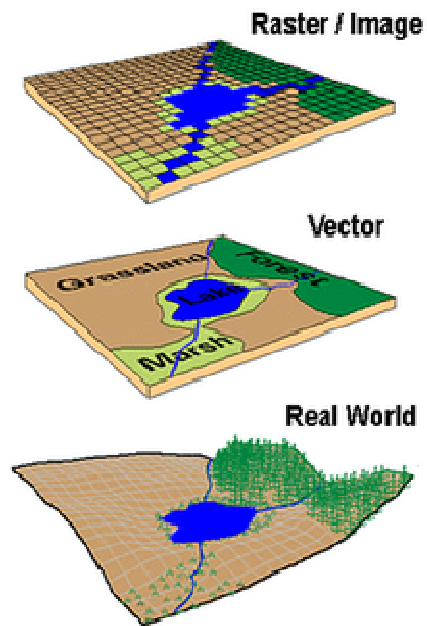 Raster / Image
Vector
Grassland
Forest
Lake
Marsh
Real World